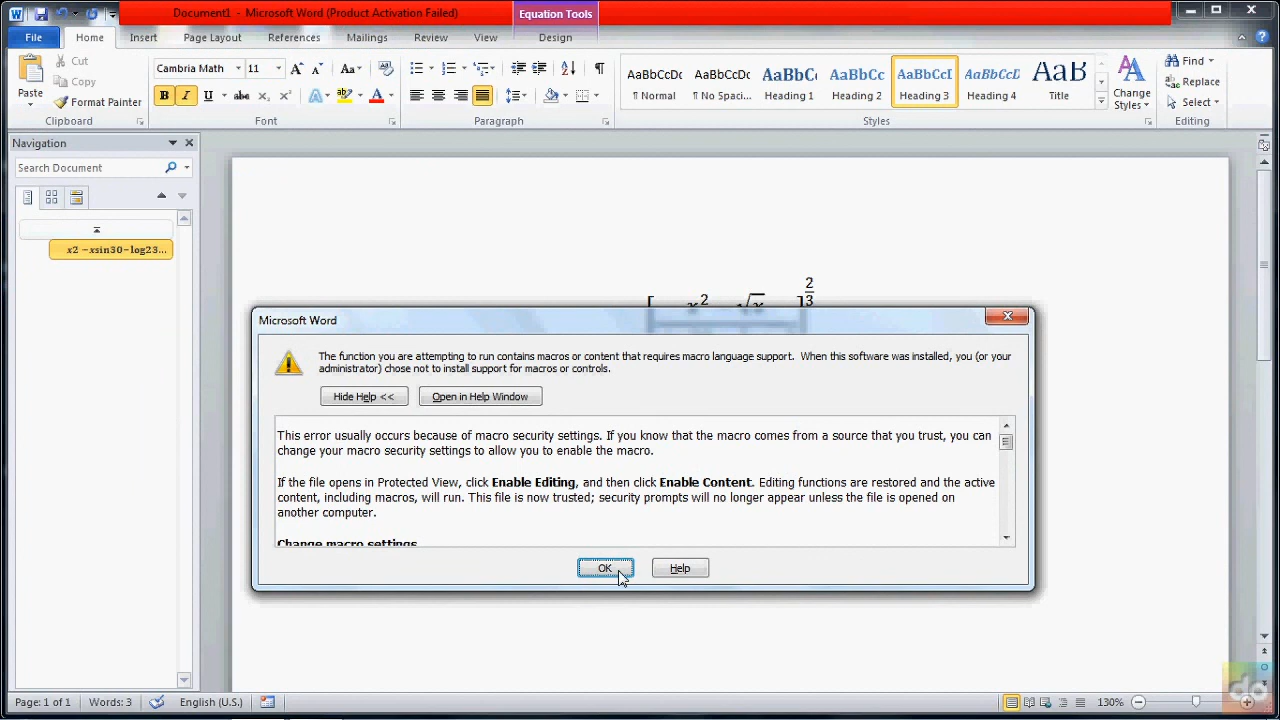 Document1 - Microsoft Word (Product Activation Failed)
Equation Tools
File Home Insert Page Layout References Mailings Review View Design
Paste
Cut
Copy
Format Painter
Clipboard
Cambria Math 11
Font
Paragraph
AaBbCcDc AaBbCcDc AaBbC AaBbCc AaBbCcI AaBbCcD AaB
¶ Normal ¶ No Spaci... Heading 1 Heading 2 Heading 3 Heading 4 Title
Styles
Change
Styles
Find
Replace
Select
Editing
Navigation
Search Document
x2 −xsin30−log23...
[ x² √x ]^2/3
Microsoft Word
The function you are attempting to run contains macros or content that requires macro language support. When this software was installed, you (or your
administrator) chose not to install support for macros or controls.
Hide Help << Open in Help Window
This error usually occurs because of macro security settings. If you know that the macro comes from a source that you trust, you can
change your macro security settings to allow you to enable the macro.
If the file opens in Protected View, click Enable Editing, and then click Enable Content. Editing functions are restored and the active
content, including macros, will run. This file is now trusted; security prompts will no longer appear unless the file is opened on
another computer.
Change macro settings
OK Help
Page: 1 of 1 Words: 3 English (U.S.) 130%
do